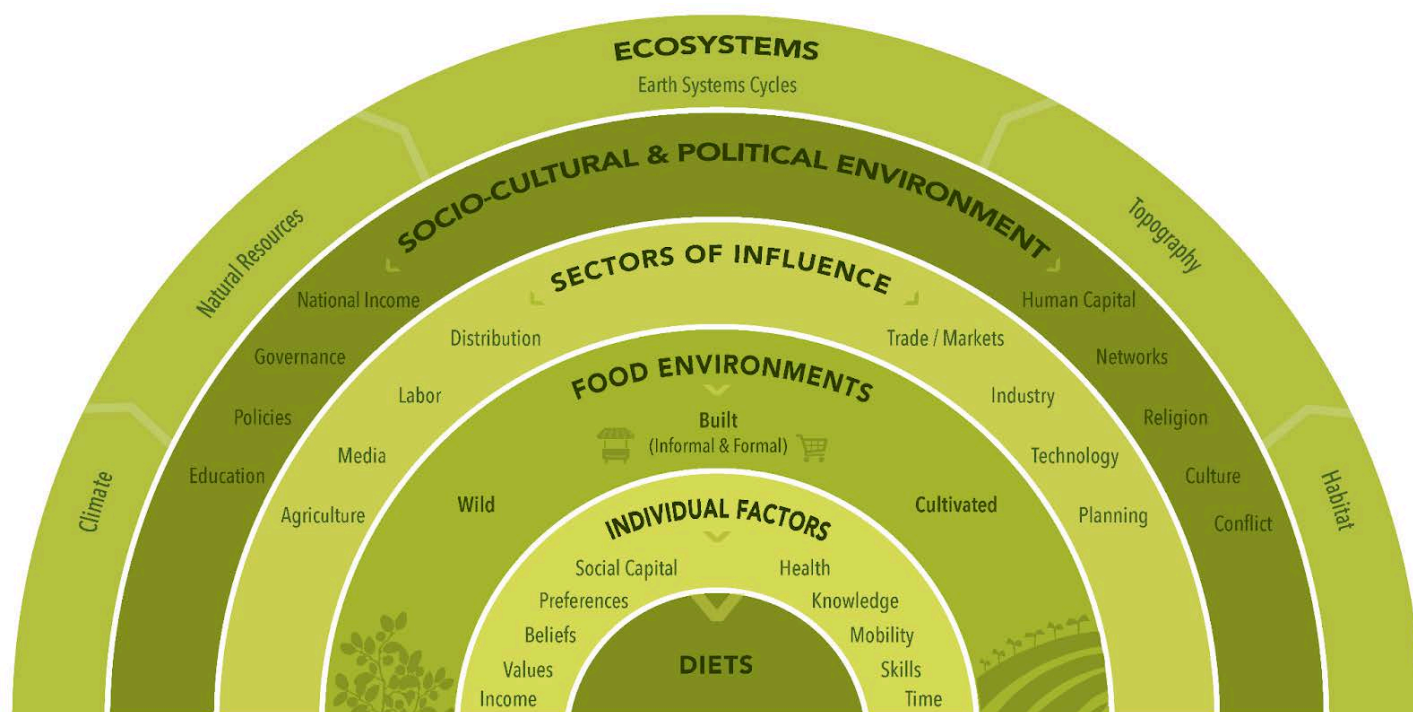 ECOSYSTEMS
Earth Systems Cycles
Natural Resources
Topography
Climate
Habitat
SOCIO-CULTURAL & POLITICAL ENVIRONMENT
National Income
Governance
Policies
Education
Human Capital
Networks
Religion
Culture
Conflict
SECTORS OF INFLUENCE
Distribution
Labor
Media
Agriculture
Trade / Markets
Industry
Technology
Planning
FOOD ENVIRONMENTS
Built
(Informal & Formal)
Wild
Cultivated
INDIVIDUAL FACTORS
Social Capital
Preferences
Beliefs
Values
Income
Health
Knowledge
Mobility
Skills
Time
DIETS